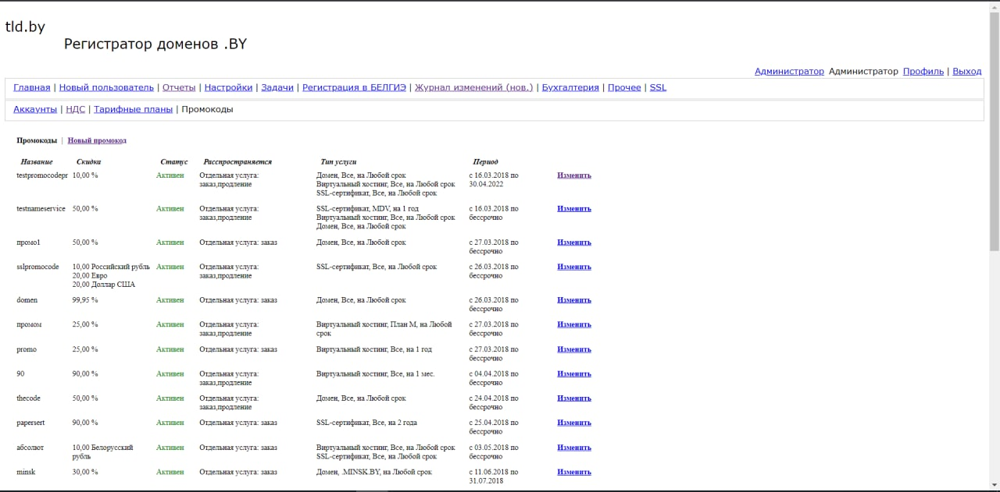 tld.by
Регистратор доменов .BY
Администратор Администратор Профиль | Выход
Главная | Новый пользователь | Отчеты | Настройки | Задачи | Регистрация в БЕЛГИЭ | Журнал изменений (нов.) | Бухгалтерия | Прочее | SSL
Аккаунты | НДС | Тарифные планы | Промокоды
Промокоды | Новый промокод
Название Скидка Статус Расспространяется Тип услуги Период
testpromocodepr 10,00 % Активен Отдельная услуга: Домен, Все, на Любой срок с 16.03.2018 по Изменить
заказ,продление Виртуальный хостинг, Все, на Любой срок 30.04.2022
SSL-сертификат, Все, на Любой срок
testnameservice 50,00 % Активен Отдельная услуга: SSL-сертификат, MDV, на 1 год с 16.03.2018 по Изменить
заказ,продление Виртуальный хостинг, Все, на Любой срок бессрочно
Домен, Все, на Любой срок
промо1 50,00 % Активен Отдельная услуга: заказ Домен, Все, на Любой срок с 27.03.2018 по Изменить
бессрочно
sslpromocode 10,00 Российский рубль Активен Отдельная услуга: SSL-сертификат, Все, на Любой срок с 26.03.2018 по Изменить
20,00 Евро заказ,продление бессрочно
20,00 Доллар США
domen 99,95 % Активен Отдельная услуга: заказ Домен, Все, на Любой срок с 26.03.2018 по Изменить
бессрочно
промом 25,00 % Активен Отдельная услуга: Виртуальный хостинг, План M, на Любой с 27.03.2018 по Изменить
заказ,продление срок бессрочно
promo 25,00 % Активен Отдельная услуга: заказ Виртуальный хостинг, Все, на 1 год с 27.03.2018 по Изменить
бессрочно
90 90,00 % Активен Отдельная услуга: Виртуальный хостинг, Все, на 1 мес. с 04.04.2018 по Изменить
заказ,продление бессрочно
thecode 50,00 % Активен Отдельная услуга: Домен, Все, на Любой срок с 24.04.2018 по Изменить
заказ,продление бессрочно
papersert 90,00 % Активен Отдельная услуга: заказ SSL-сертификат, Все, на 2 года с 25.04.2018 по Изменить
бессрочно
абсолют 10,00 Белорусский Активен Отдельная услуга: заказ Виртуальный хостинг, Все, на Любой срок с 03.05.2018 по Изменить
рубль SSL-сертификат, Все, на Любой срок бессрочно
minsk 30,00 % Активен Отдельная услуга: заказ Домен, .MINSK.BY, на Любой срок с 11.06.2018 по Изменить
31.07.2018